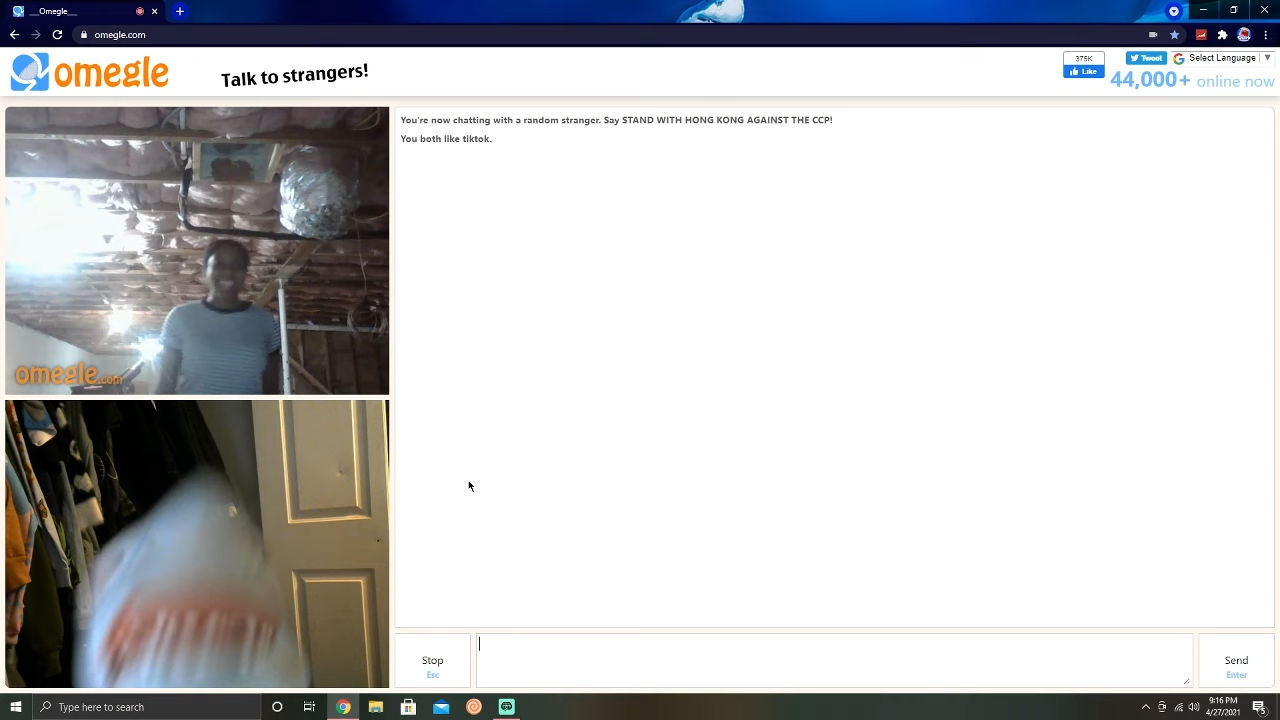 Omegle
omegle.com
omegle
Talk to strangers!
375K
Like
Tweet
Select Language
44,000+ online now
You're now chatting with a random stranger. Say STAND WITH HONG KONG AGAINST THE CCP!
You both like tiktok.
omegle.com
Stop
Esc
Send
Enter
Type here to search
9:16 PM
4/27/2021